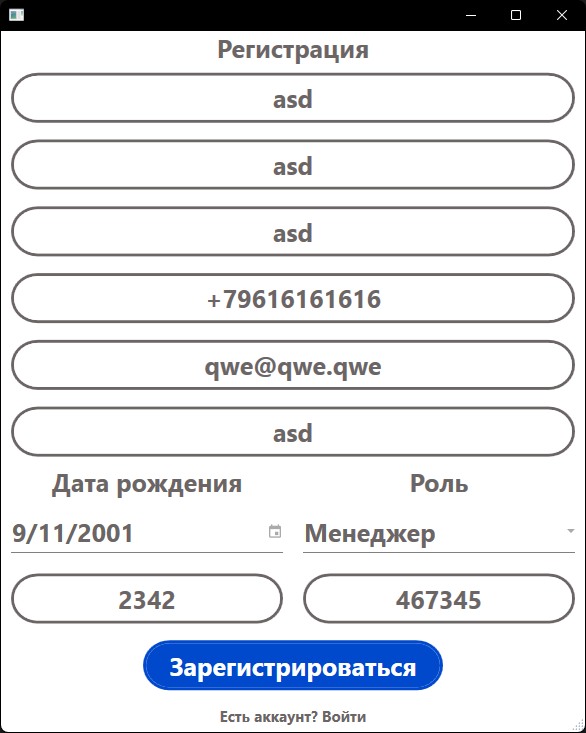 Регистрация
asd
asd
asd
+79616161616
qwe@qwe.qwe
asd
Дата рождения Роль
9/11/2001 Менеджер
2342 467345
Зарегистрироваться
Есть аккаунт? Войти